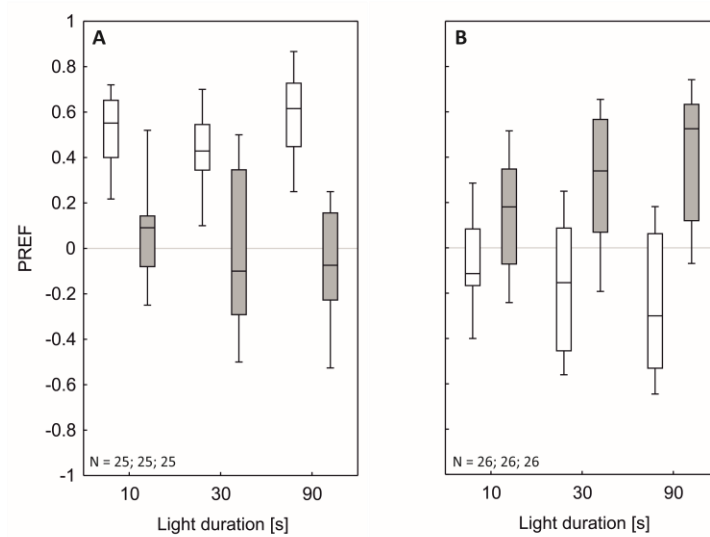 A
B
1
0.8
0.6
0.4
0.2
0
-0.2
-0.4
-0.6
-0.8
-1
PREF
N = 25; 25; 25
N = 26; 26; 26
10 30 90
10 30 90
Light duration [s]
Light duration [s]